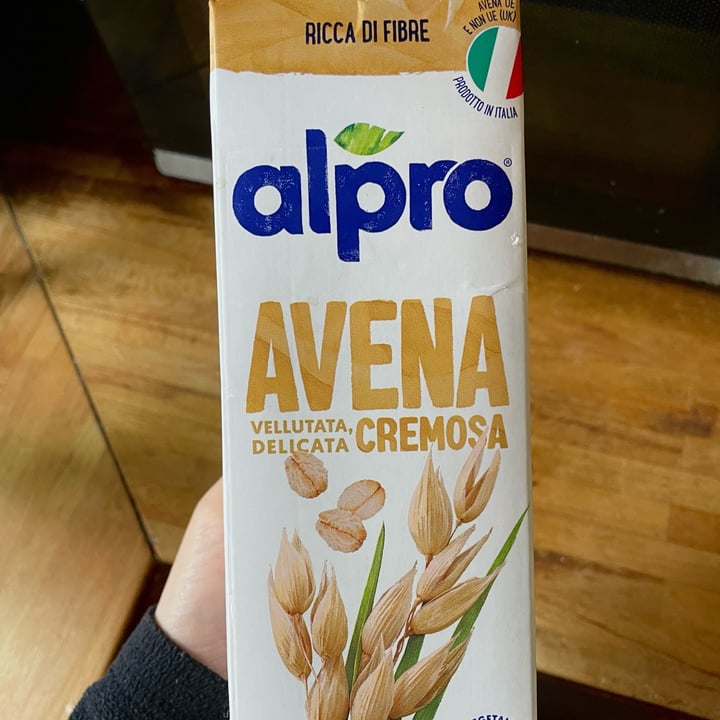 RICCA DI FIBRE
AVENA UE
E NON UE (UK)
PRODOTTO IN ITALIA
alpro®
AVENA
VELLUTATA,
DELICATA CREMOSA